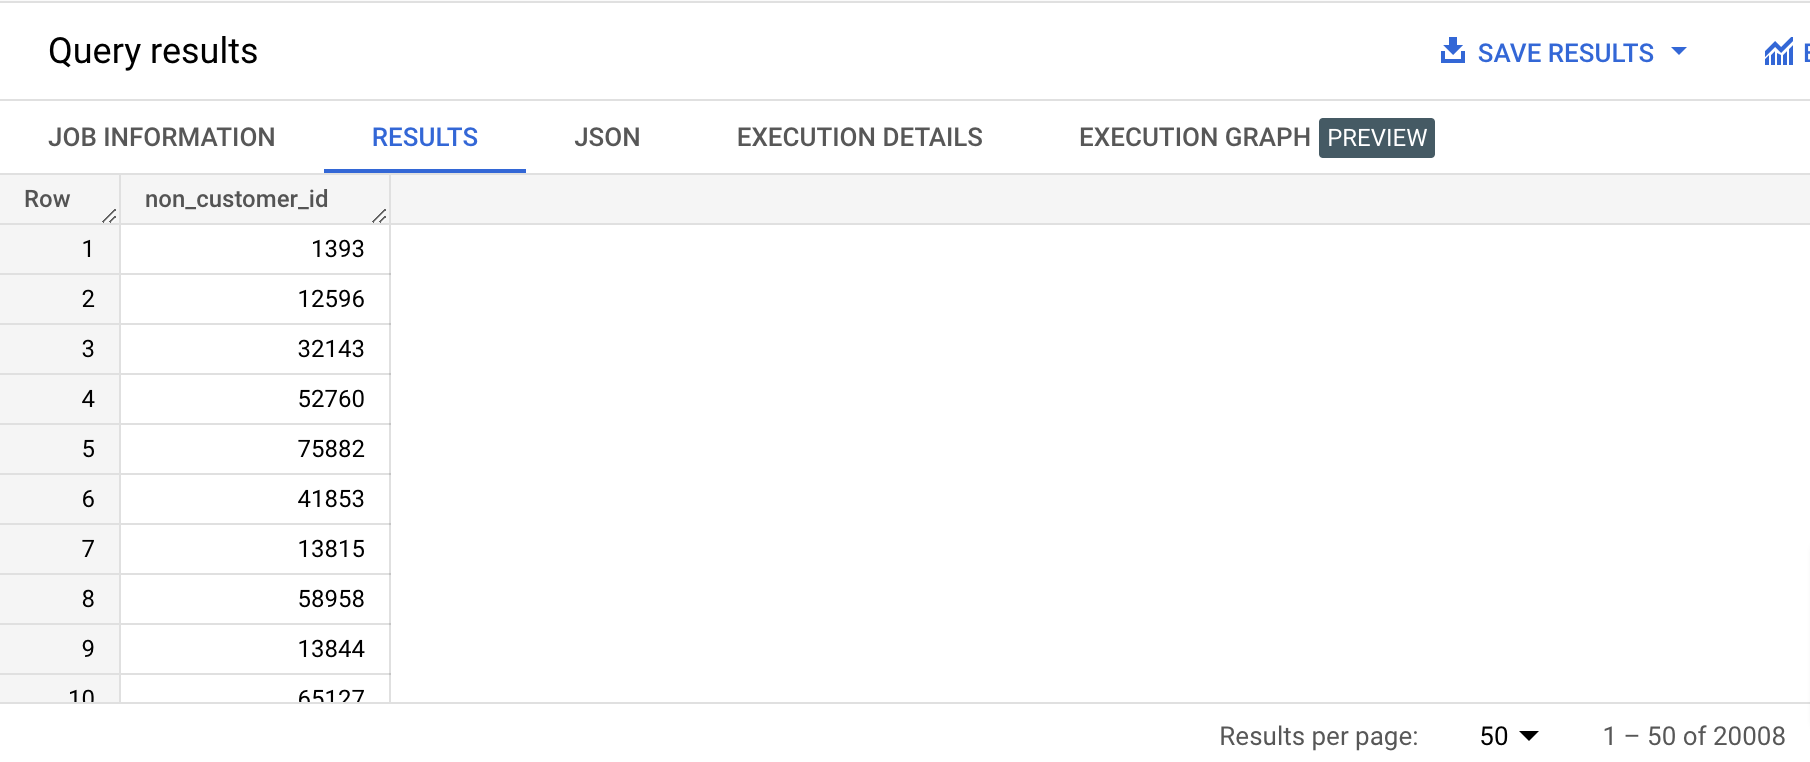 Query results
SAVE RESULTS
JOB INFORMATION RESULTS JSON EXECUTION DETAILS EXECUTION GRAPH PREVIEW
Row non_customer_id
1 1393
2 12596
3 32143
4 52760
5 75882
6 41853
7 13815
8 58958
9 13844
10 65127
Results per page: 50 1 – 50 of 20008